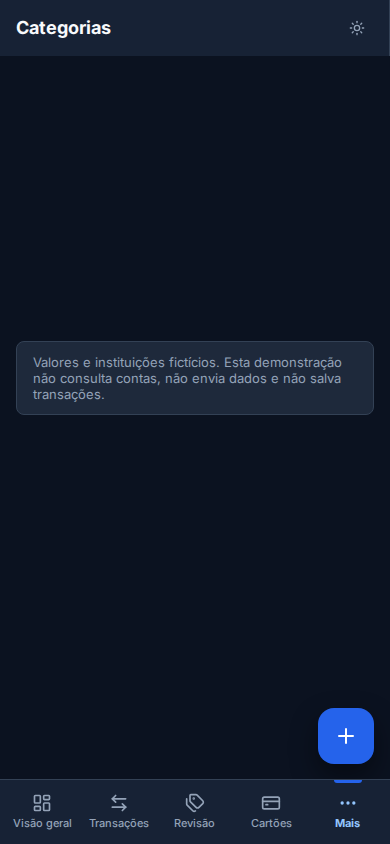 Categorias
Valores e instituições fictícios. Esta demonstração
não consulta contas, não envia dados e não salva
transações.
Visão geral
Transações
Revisão
Cartões
Mais